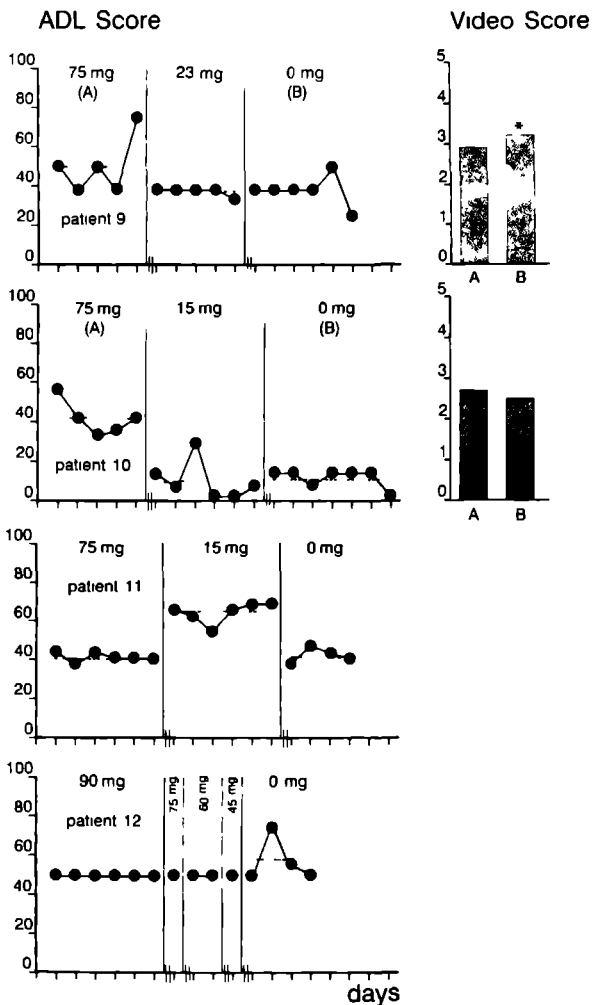 ADL Score
Video Score
100
80
60
40
20
0
75 mg
(A)
23 mg
0 mg
(B)
patient 9
5
4
3
2
1
0
*
A
B
100
80
60
40
20
0
75 mg
(A)
15 mg
0 mg
(B)
patient 10
5
4
3
2
1
0
A
B
100
80
60
40
20
0
75 mg
15 mg
0 mg
patient 11
100
80
60
40
20
0
90 mg
75 mg
60 mg
45 mg
0 mg
patient 12
days